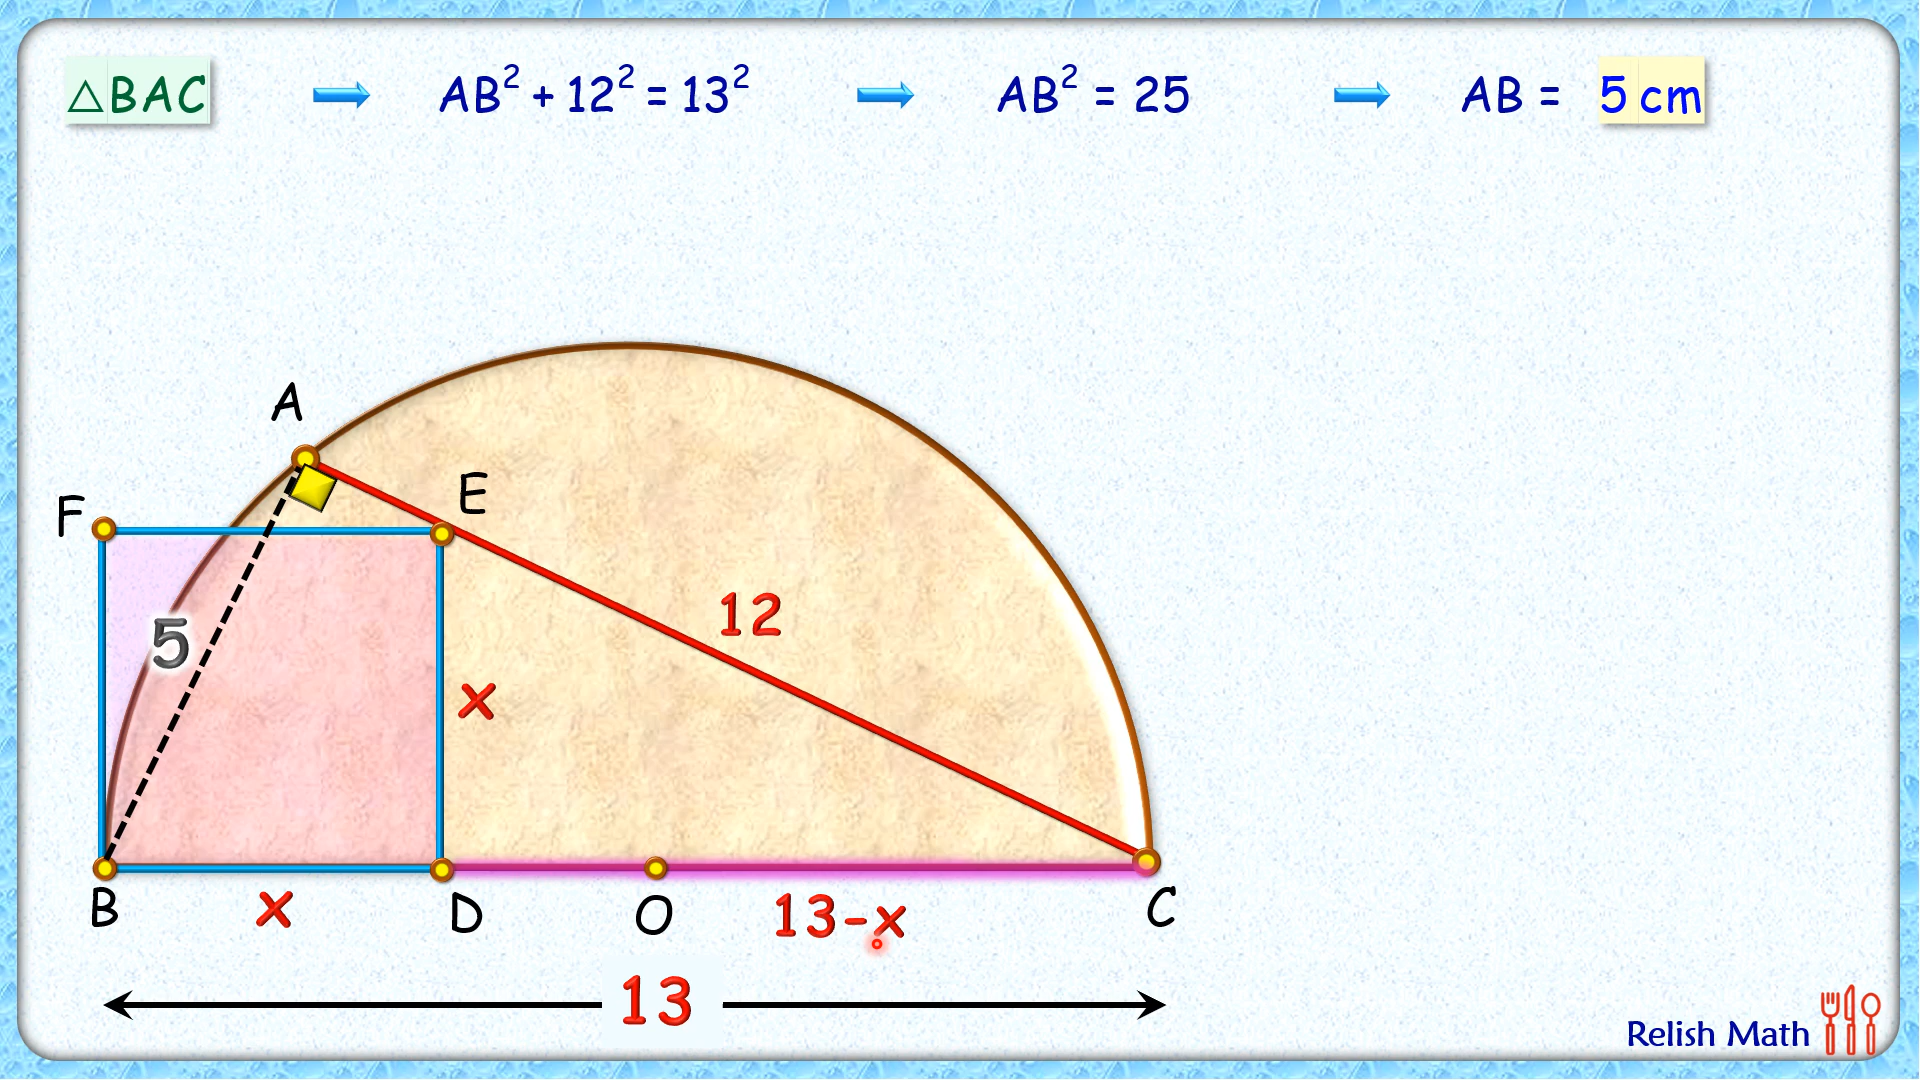 △BAC ➡ AB² + 12² = 13² ➡ AB² = 25 ➡ AB = 5 cm
A
E
F
12
5
x
B x D O 13-x C
13
Relish Math